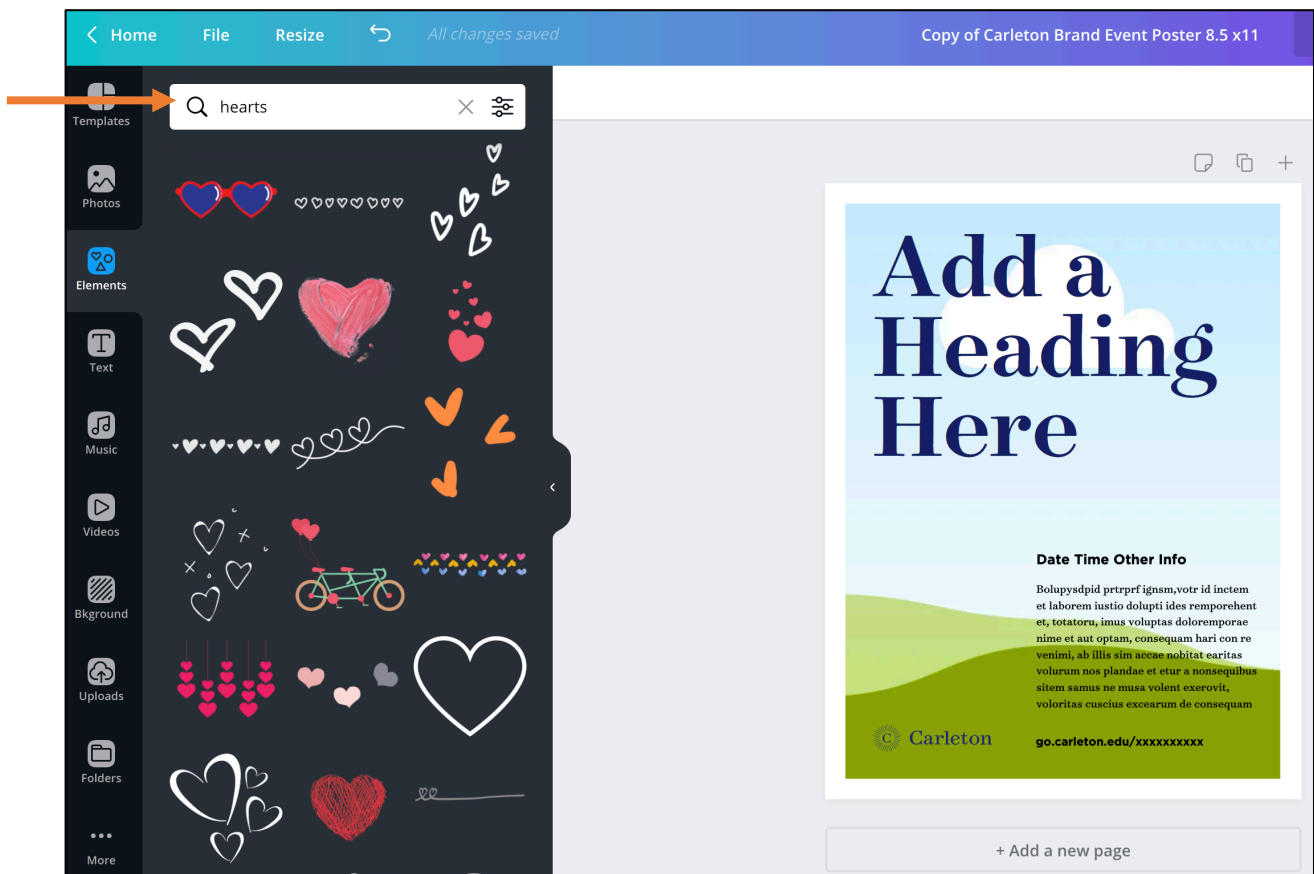 Home File Resize All changes saved Copy of Carleton Brand Event Poster 8.5 x11
Templates
Photos
Elements
Text
Music
Videos
Bkground
Uploads
Folders
More
hearts
Add a
Heading
Here
Date Time Other Info
Bolupysdpid prtrprf ignsm,votr id inctem
et laborem iustio dolupti ides remporehent
et, totatoru, imus voluptas doloremporae
nime et aut optam, consequam hari con re
venimi, ab illis sim accae nobitat earitas
volurum nos plandae et etur a nonsequibus
sitem samus ne musa volent exerovit,
voloritas cuscius excearum de consequam
C Carleton
go.carleton.edu/xxxxxxxxxx
+ Add a new page